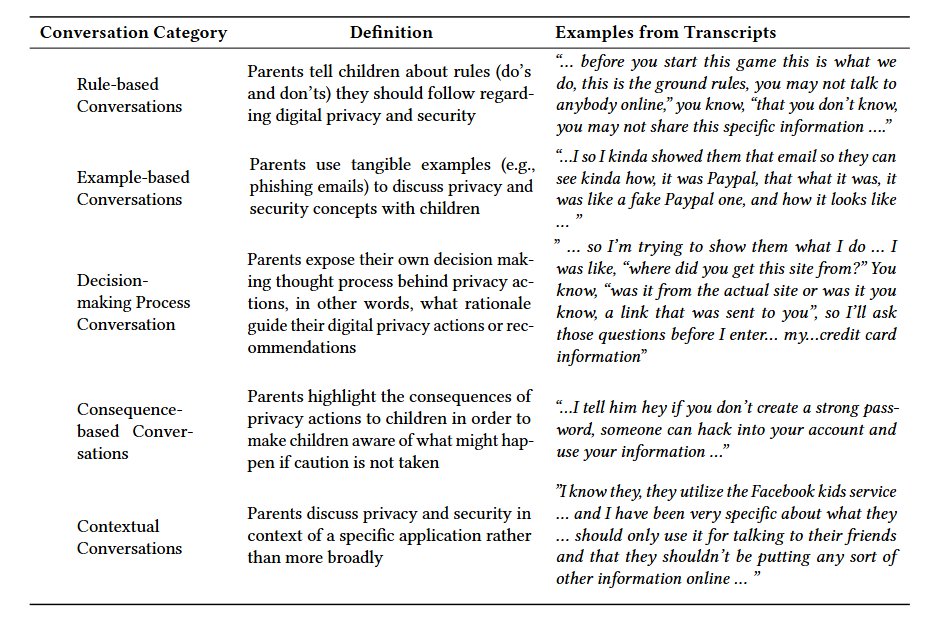 Conversation Category Definition Examples from Transcripts
Rule-based
Conversations
Parents tell children about rules (do's
and don'ts) they should follow regard-
ing digital privacy and security
“... before you start this game this is what we
do, this is the ground rules, you may not talk to
anybody online,” you know, “that you don't know,
you may not share this specific information ....”
Example-based
Conversations
Parents use tangible examples (e.g.,
phishing emails) to discuss privacy and
security concepts with children
“...I so I kinda showed them that email so they can
see kinda how, it was Paypal, that what it was, it
was like a fake Paypal one, and how it looks like
... ”
Decision-
making Process
Conversation
Parents expose their own decision mak-
ing thought process behind privacy ac-
tions, in other words, what rationale
guide their digital privacy actions or rec-
ommendations
” ... so I'm trying to show them what I do ... I
was like, “where did you get this site from?” You
know, “was it from the actual site or was it you
know, a link that was sent to you”, so I'll ask
those questions before I enter... my...credit card
information”
Consequence-
based Conver-
sations
Parents highlight the consequences of
privacy actions to children in order to
make children aware of what might hap-
pen if caution is not taken
“...I tell him hey if you don't create a strong pass-
word, someone can hack into your account and
use your information ...”
Contextual
Conversations
Parents discuss privacy and security in
context of a specific application rather
than more broadly
”I know they, they utilize the Facebook kids service
... and I have been very specific about what they
... should only use it for talking to their friends
and that they shouldn't be putting any sort of
other information online ... ”